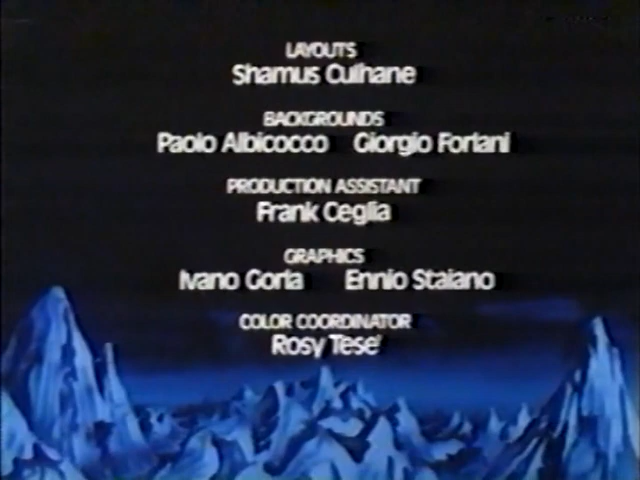 LAYOUTS
Shamus Culhane
BACKGROUNDS
Paolo Albicocco Giorgio Forlani
PRODUCTION ASSISTANT
Frank Ceglia
GRAPHICS
Ivano Gorla Ennio Staiano
COLOR COORDINATOR
Rosy Tese'